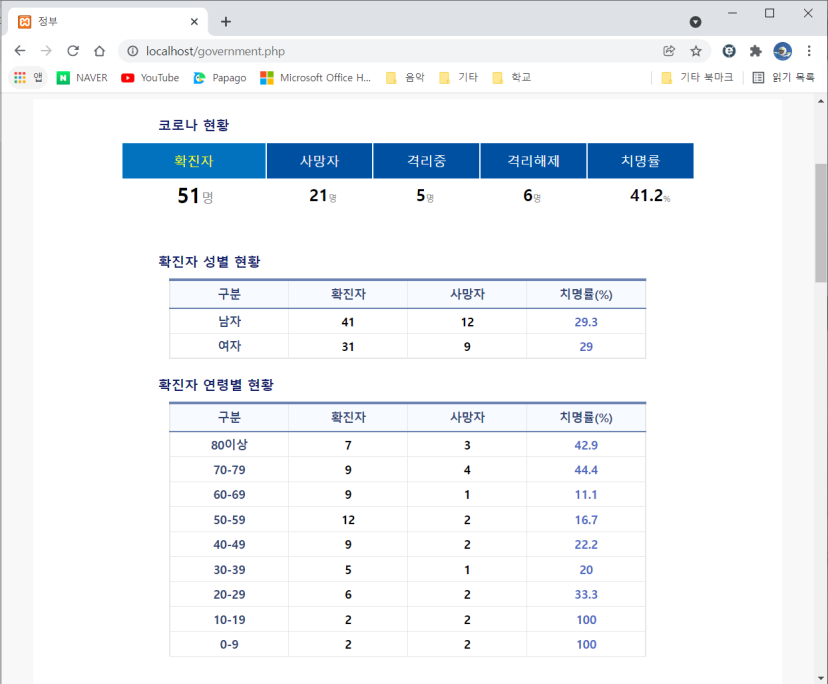 정부
localhost/government.php
앱 NAVER YouTube Papago Microsoft Office H... 음악 기타 학교 기타 북마크 읽기 목록
코로나 현황
확진자 사망자 격리중 격리해제 치명률
51명 21명 5명 6명 41.2%
확진자 성별 현황
구분 확진자 사망자 치명률(%)
남자 41 12 29.3
여자 31 9 29
확진자 연령별 현황
구분 확진자 사망자 치명률(%)
80이상 7 3 42.9
70-79 9 4 44.4
60-69 9 1 11.1
50-59 12 2 16.7
40-49 9 2 22.2
30-39 5 1 20
20-29 6 2 33.3
10-19 2 2 100
0-9 2 2 100